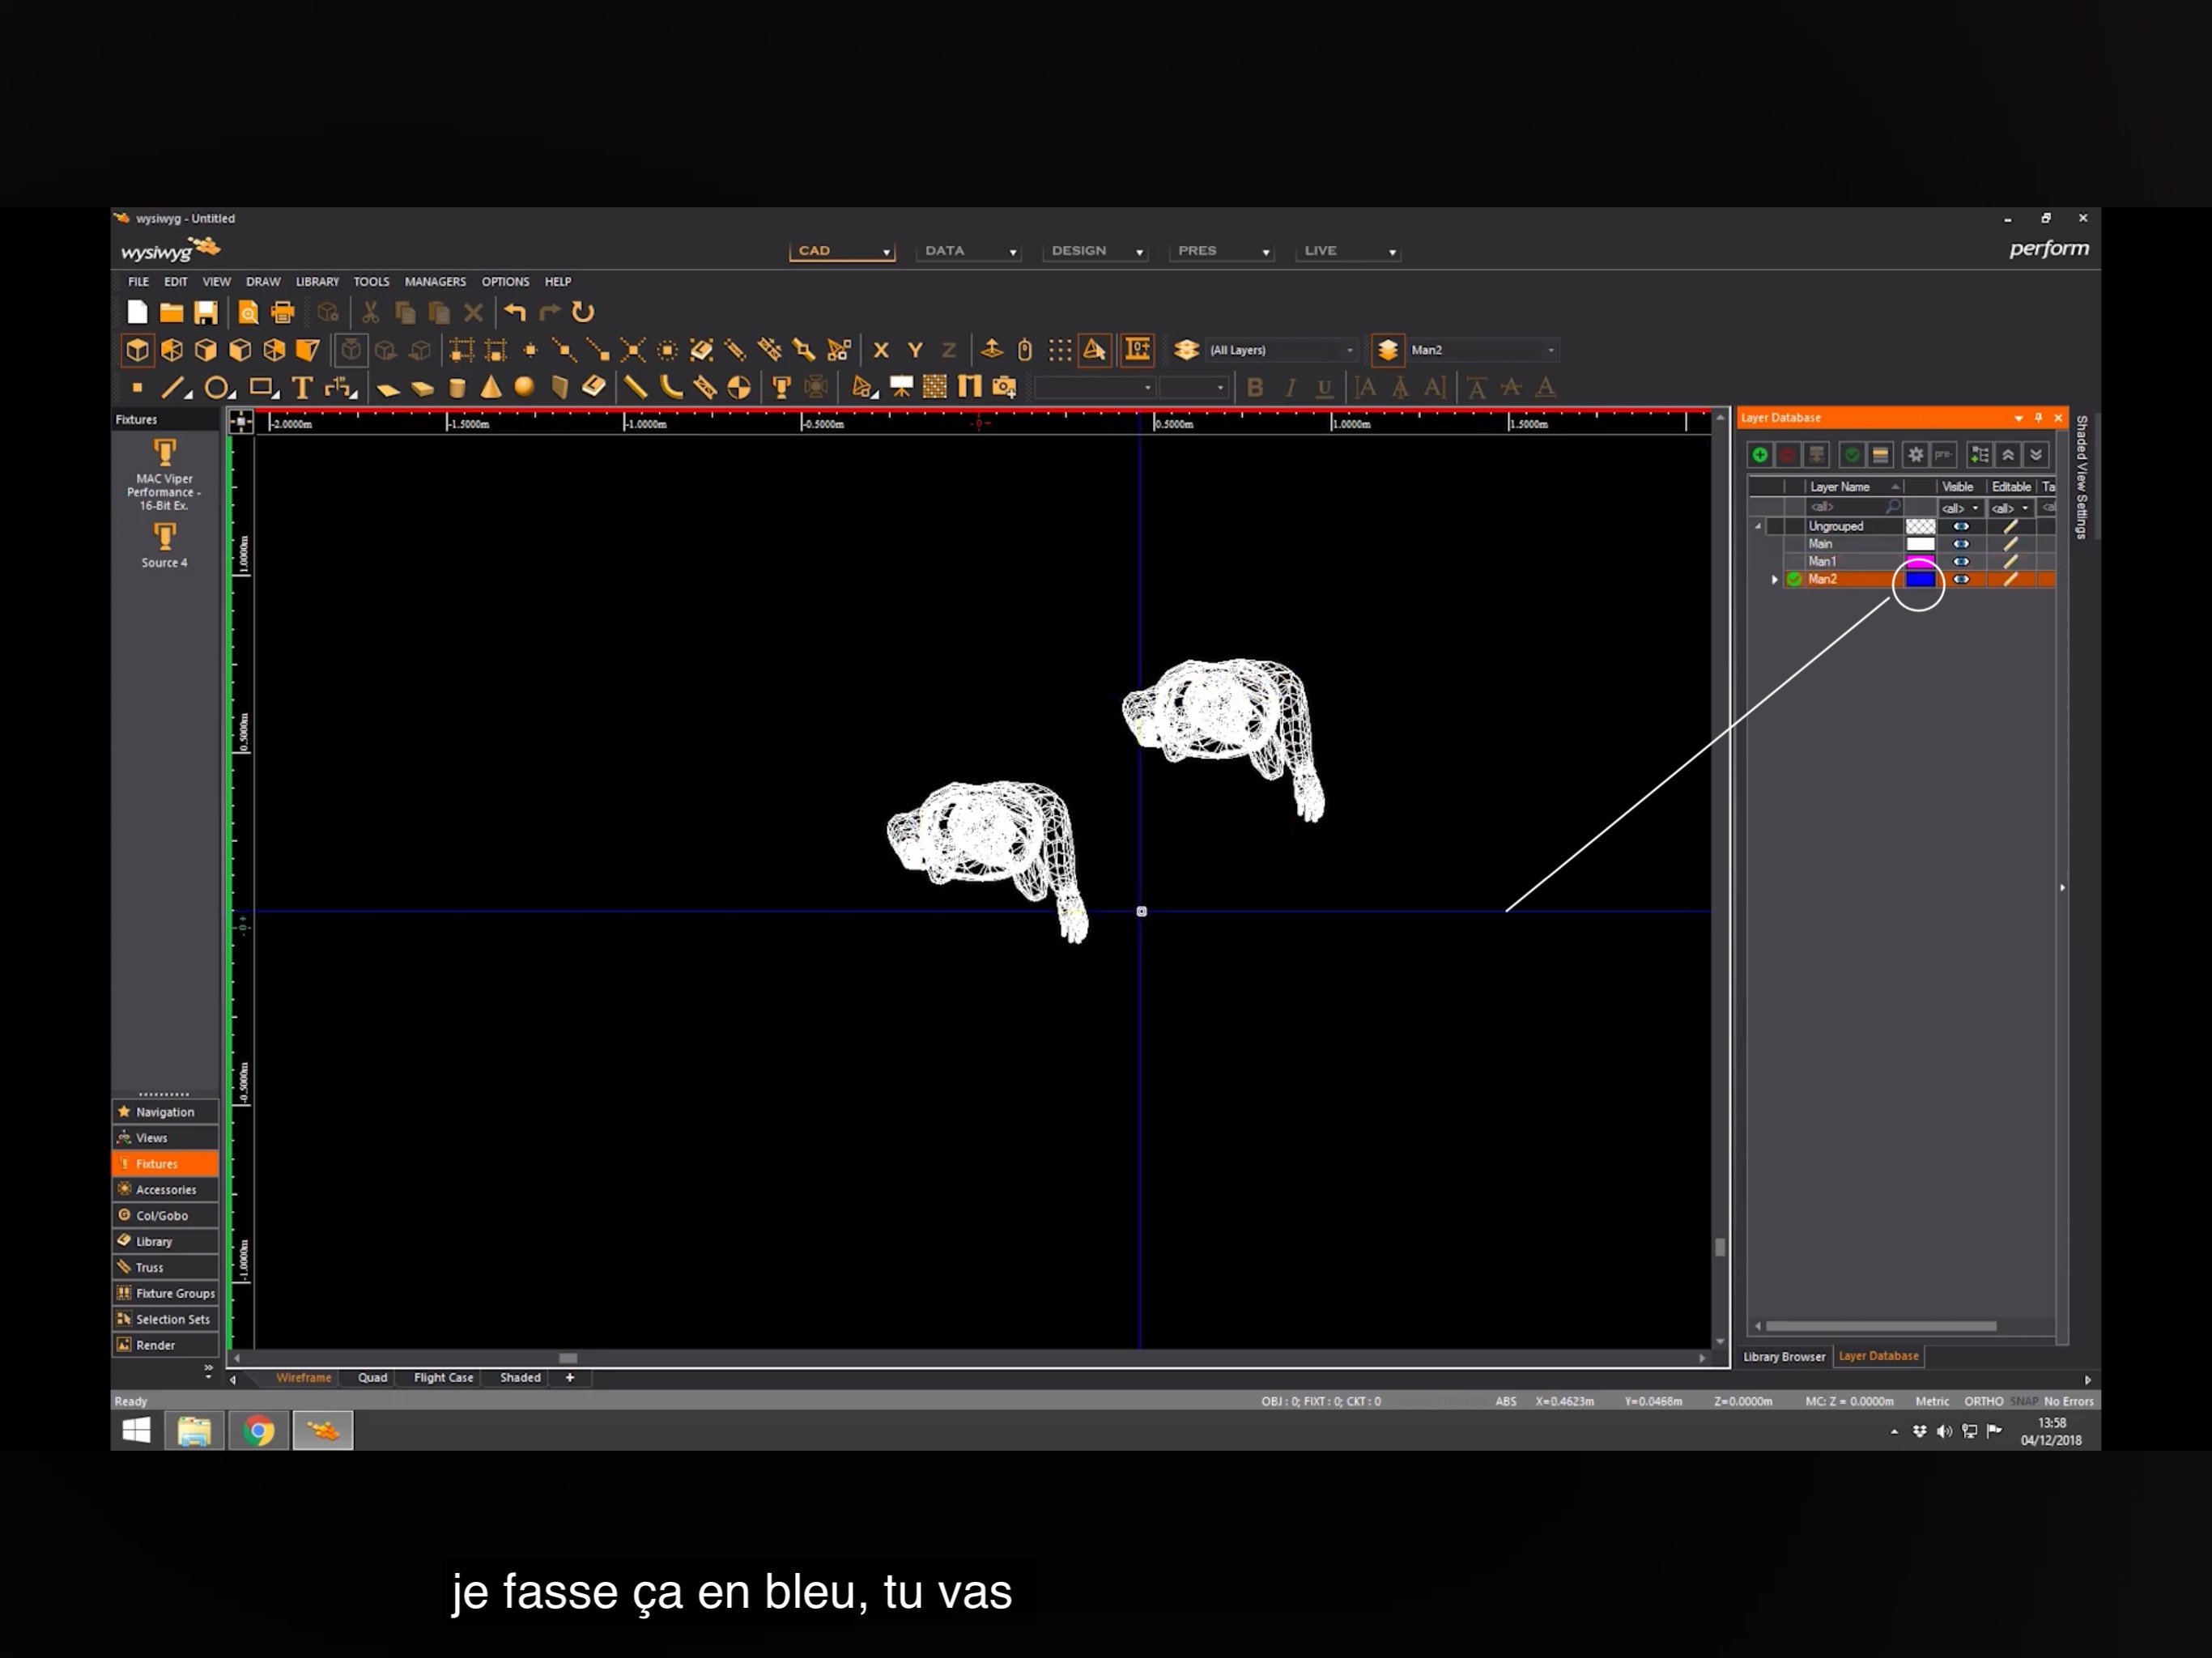 wysiwyg - Untitled
wysiwyg
CAD
DATA
DESIGN
PRES
LIVE
perform
FILE EDIT VIEW DRAW LIBRARY TOOLS MANAGERS OPTIONS HELP
X Y Z
(All Layers)
Man2
T
B I U
Fixtures
MAC Viper
Performance -
16-Bit Ex.
Source 4
-2.0000m -1.5000m -1.0000m -0.5000m -0+ 0.5000m 1.0000m 1.5000m
1.0000m
0.5000m
-0.5000m
-1.0000m
Layer Database
pre-
Layer Name Visible Editable Ta
<all> <all> <all>
Ungrouped
Main
Man1
Man2
Shaded View Settings
Navigation
Views
Fixtures
Accessories
Col/Gobo
Library
Truss
Fixture Groups
Selection Sets
Render
Wireframe Quad Flight Case Shaded +
Library Browser Layer Database
Ready
OBJ : 0; FIXT : 0; CKT : 0 ABS X=0.4623m Y=0.0468m Z=0.0000m MC: Z = 0.0000m Metric ORTHO SNAP No Errors
13:58
04/12/2018
je fasse ça en bleu, tu vas